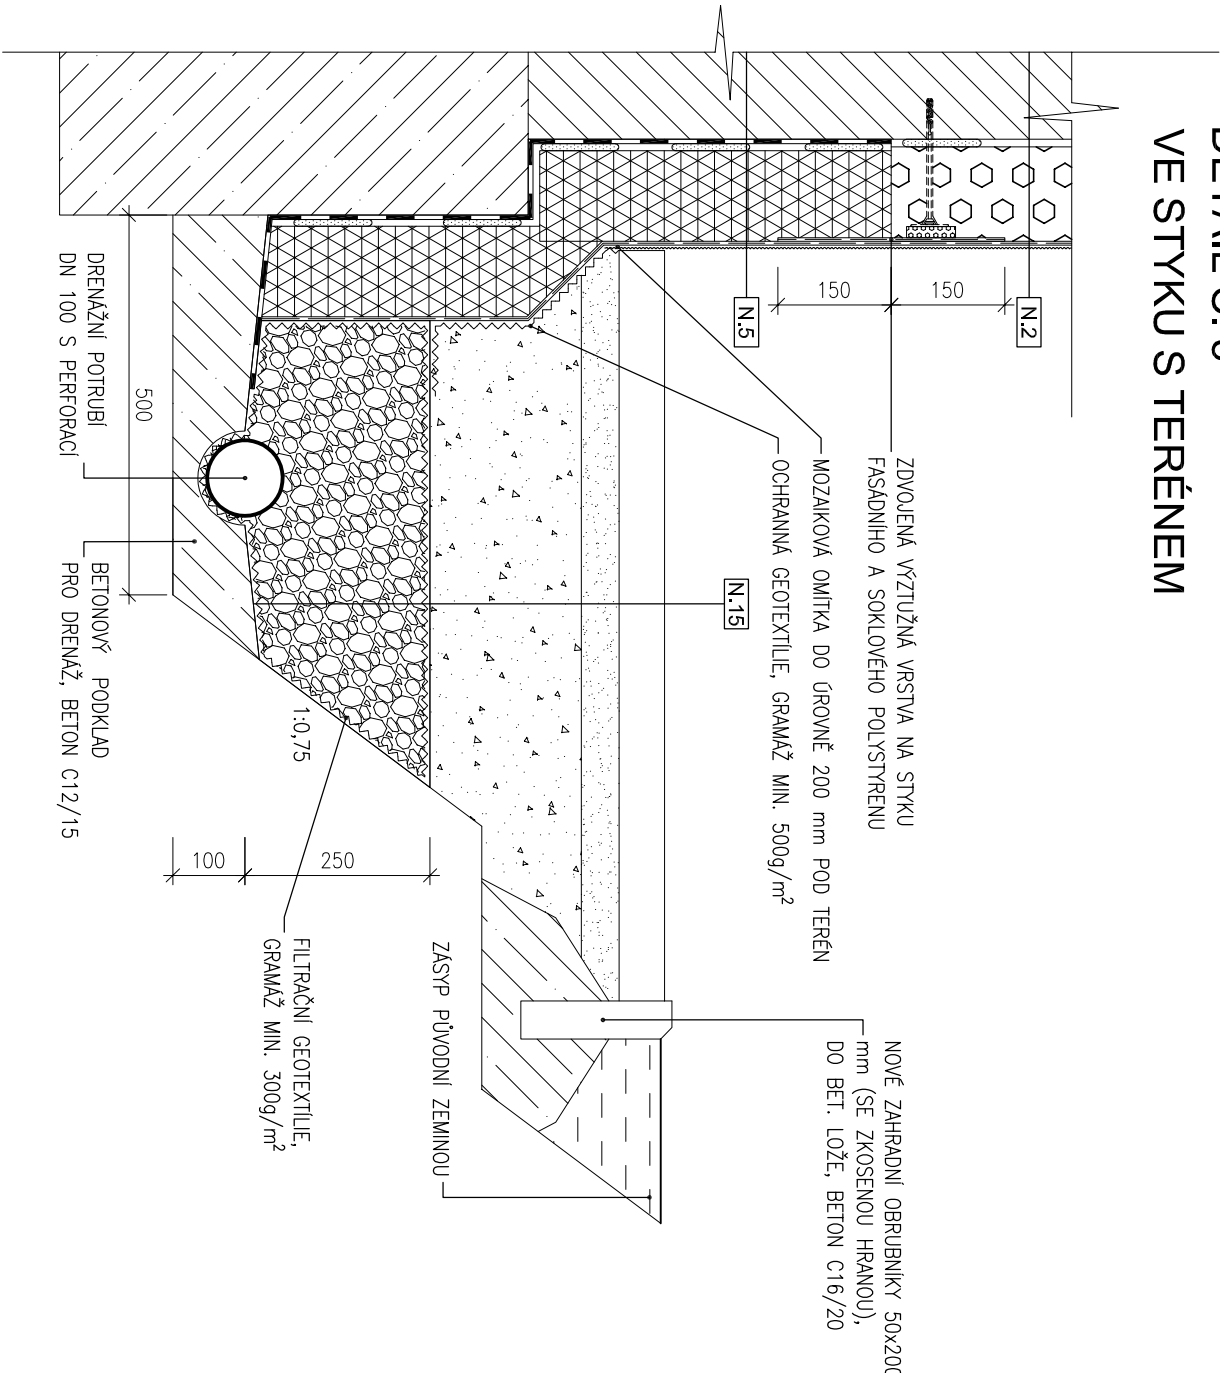 VE STYKU S TERÉNEM
N.2
150
150
N.5
ZDVOJENÁ VÝZTUŽNÁ VRSTVA NA STYKU
FASÁDNÍHO A SOKLOVÉHO POLYSTYRENU
MOZAIKOVÁ OMÍTKA DO ÚROVNĚ 200 mm POD TERÉN
OCHRANNÁ GEOTEXTÍLIE, GRAMÁŽ MIN. 500g/m²
N.15
NOVÉ ZAHRADNÍ OBRUBNÍKY 50x200
mm (SE ZKOSENOU HRANOU),
DO BET. LOŽE, BETON C16/20
ZÁSYP PŮVODNÍ ZEMINOU
FILTRAČNÍ GEOTEXTÍLIE,
GRAMÁŽ MIN. 300g/m²
1:0,75
250
100
500
DRENÁŽNÍ POTRUBÍ
DN 100 S PERFORACÍ
BETONOVÝ PODKLAD
PRO DRENÁŽ, BETON C12/15